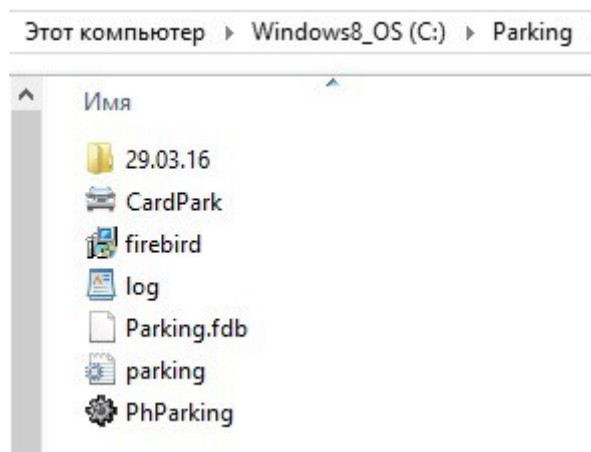 Этот компьютер ▸ Windows8_OS (C:) ▸ Parking
Имя
29.03.16
CardPark
firebird
log
Parking.fdb
parking
PhParking